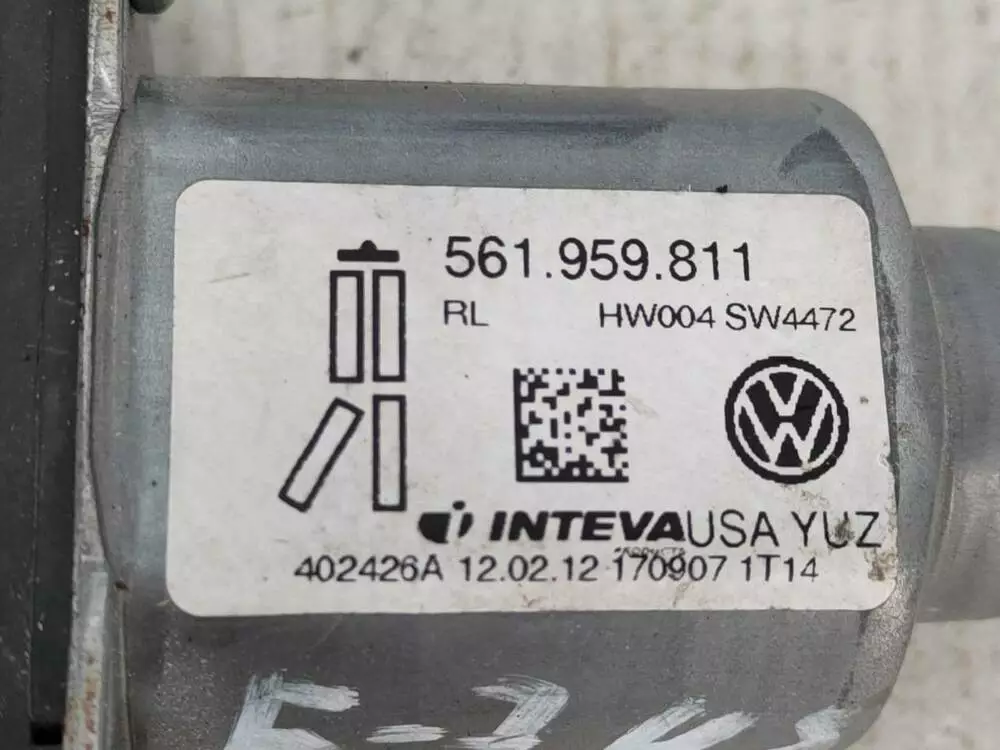 561.959.811
RL HW004 SW4472
INTEVA USA YUZ
402426A 12.02.12 170907 1T14